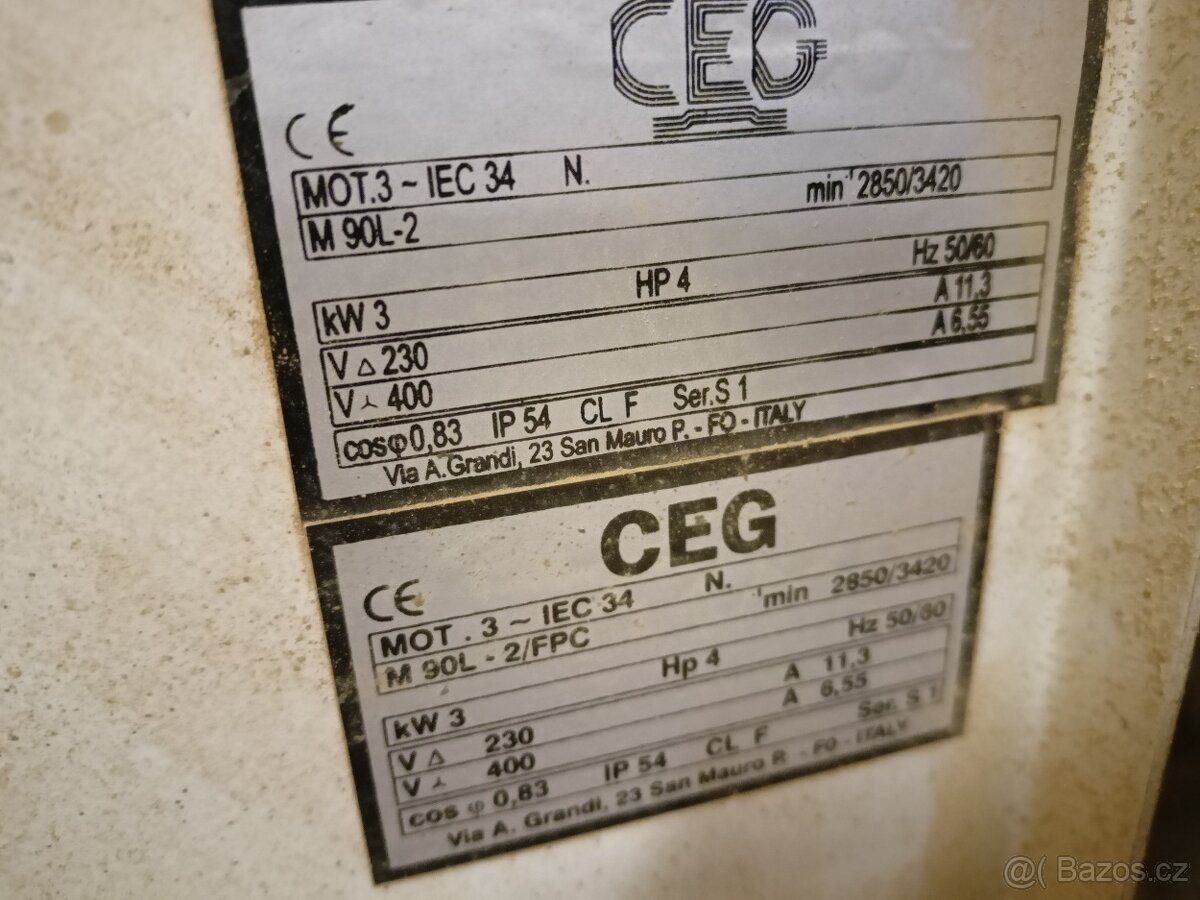 CEG
CE
MOT.3 ~ IEC 34 N.
M 90L-2 min⁻¹ 2850/3420
Hz 50/60
kW 3 HP 4
V △ 230 A 11,3
V ⅄ 400 A 6,55
cosφ0,83 IP 54 CL F Ser.S 1
Via A.Grandi, 23 San Mauro P. - FO - ITALY
CEG
CE
MOT . 3 ~ IEC 34 N.
M 90L - 2/FPC ⁻¹min 2850/3420
Hz 50/60
kW 3 Hp 4
V △ 230 A 11,3
V ⅄ 400 A 6,55
cos φ 0,83 IP 54 CL F Ser. S 1
Via A. Grandi, 23 San Mauro P. - FO - ITALY
@( Bazos.cz